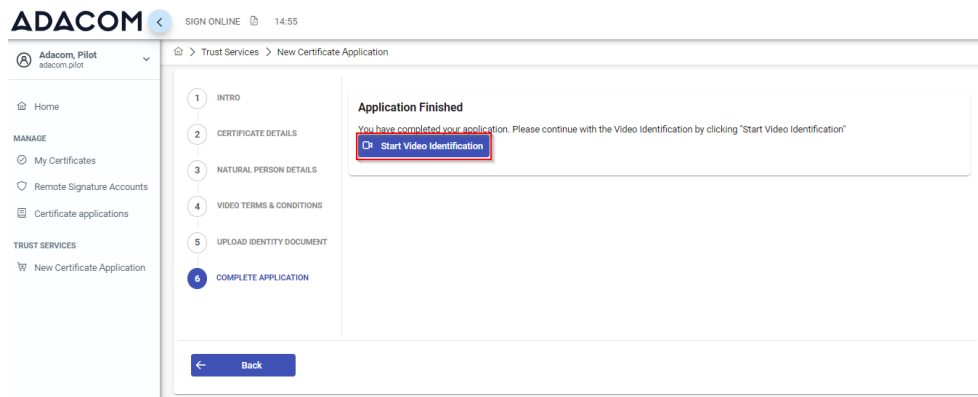 ADACOM
SIGN ONLINE 14:55
Adacom, Pilot
adacom.pilot
Home
MANAGE
My Certificates
Remote Signature Accounts
Certificate applications
TRUST SERVICES
New Certificate Application
Trust Services > New Certificate Application
1 INTRO
2 CERTIFICATE DETAILS
3 NATURAL PERSON DETAILS
4 VIDEO TERMS & CONDITIONS
5 UPLOAD IDENTITY DOCUMENT
6 COMPLETE APPLICATION
Application Finished
You have completed your application. Please continue with the Video Identification by clicking "Start Video Identification"
Start Video Identification
Back